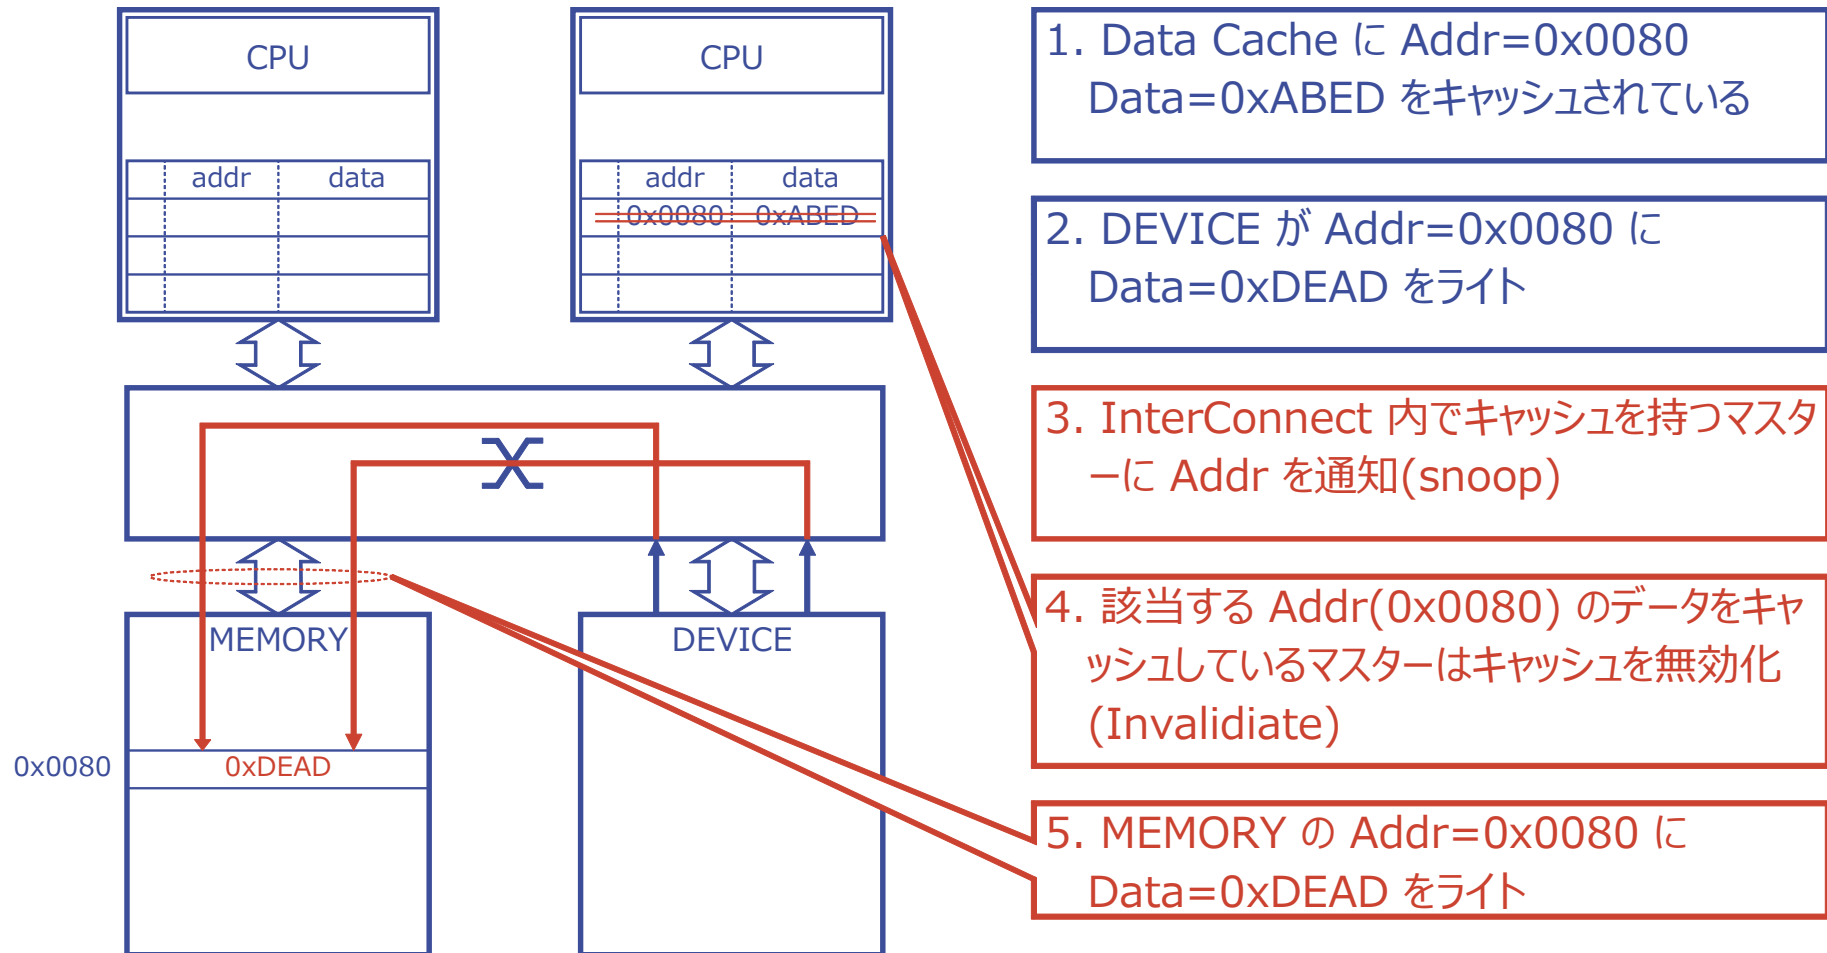 CPU
addr data
CPU
addr data
0x0080 0xABED
MEMORY
0x0080 0xDEAD
DEVICE
1. Data Cache に Addr=0x0080
Data=0xABED をキャッシュされている
2. DEVICE が Addr=0x0080 に
Data=0xDEAD をライト
3. InterConnect 内でキャッシュを持つマスタ
ーに Addr を通知(snoop)
4. 該当する Addr(0x0080) のデータをキャ
ッシュしているマスターはキャッシュを無効化
(Invalidiate)
5. MEMORY の Addr=0x0080 に
Data=0xDEAD をライト